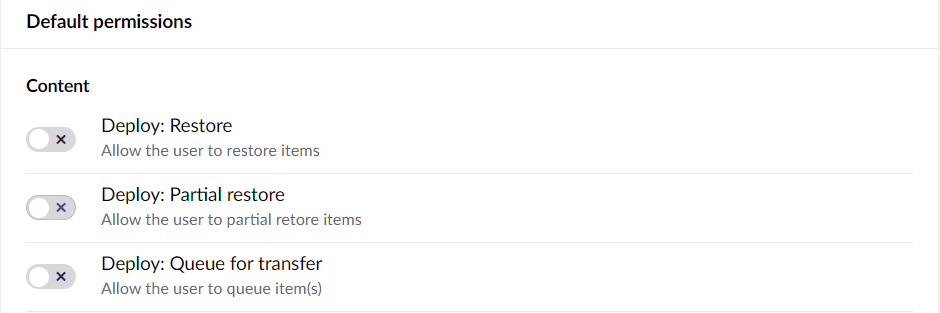 Default permissions
Content
Deploy: Restore
Allow the user to restore items
Deploy: Partial restore
Allow the user to partial retore items
Deploy: Queue for transfer
Allow the user to queue item(s)